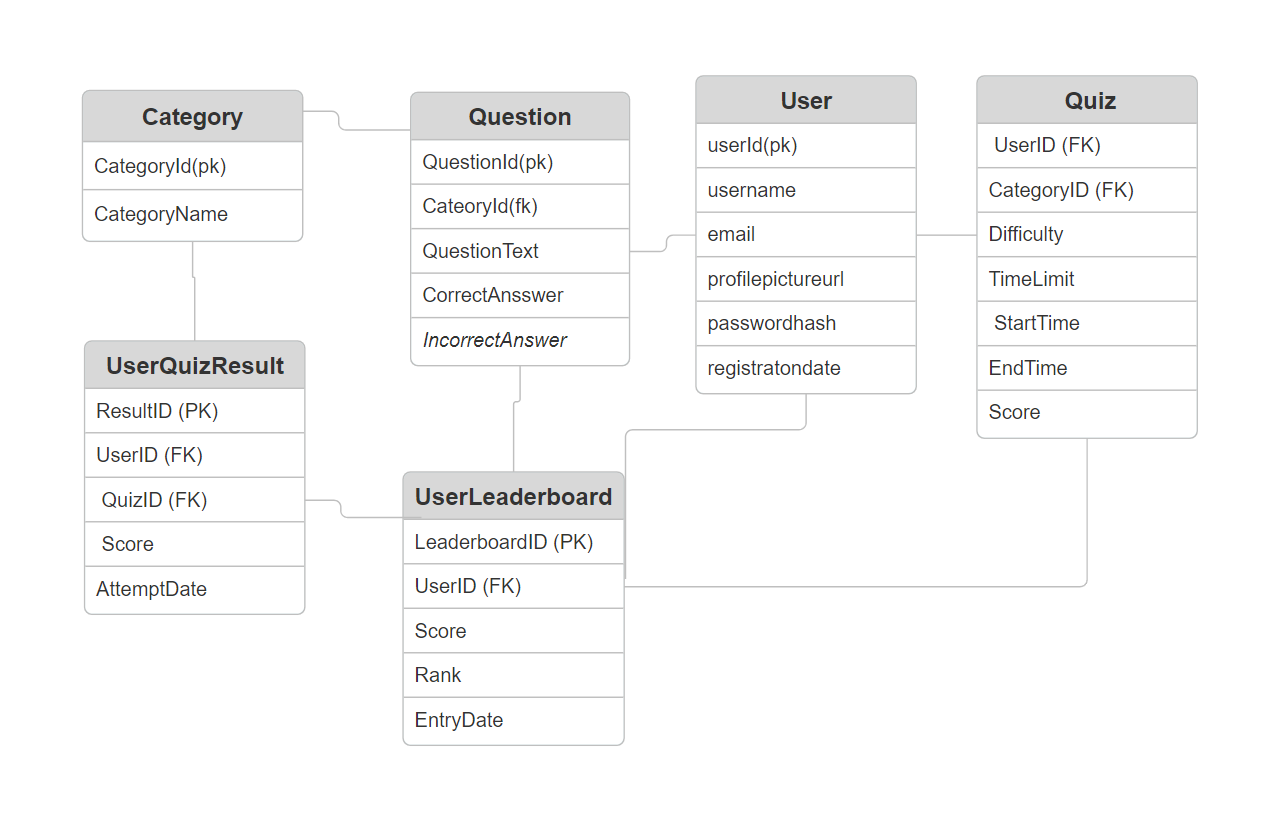 Category
CategoryId(pk)
CategoryName
Question
QuestionId(pk)
CateoryId(fk)
QuestionText
CorrectAnsswer
IncorrectAnswer
User
userId(pk)
username
email
profilepictureurl
passwordhash
registratondate
Quiz
UserID (FK)
CategoryID (FK)
Difficulty
TimeLimit
StartTime
EndTime
Score
UserQuizResult
ResultID (PK)
UserID (FK)
QuizID (FK)
Score
AttemptDate
UserLeaderboard
LeaderboardID (PK)
UserID (FK)
Score
Rank
EntryDate